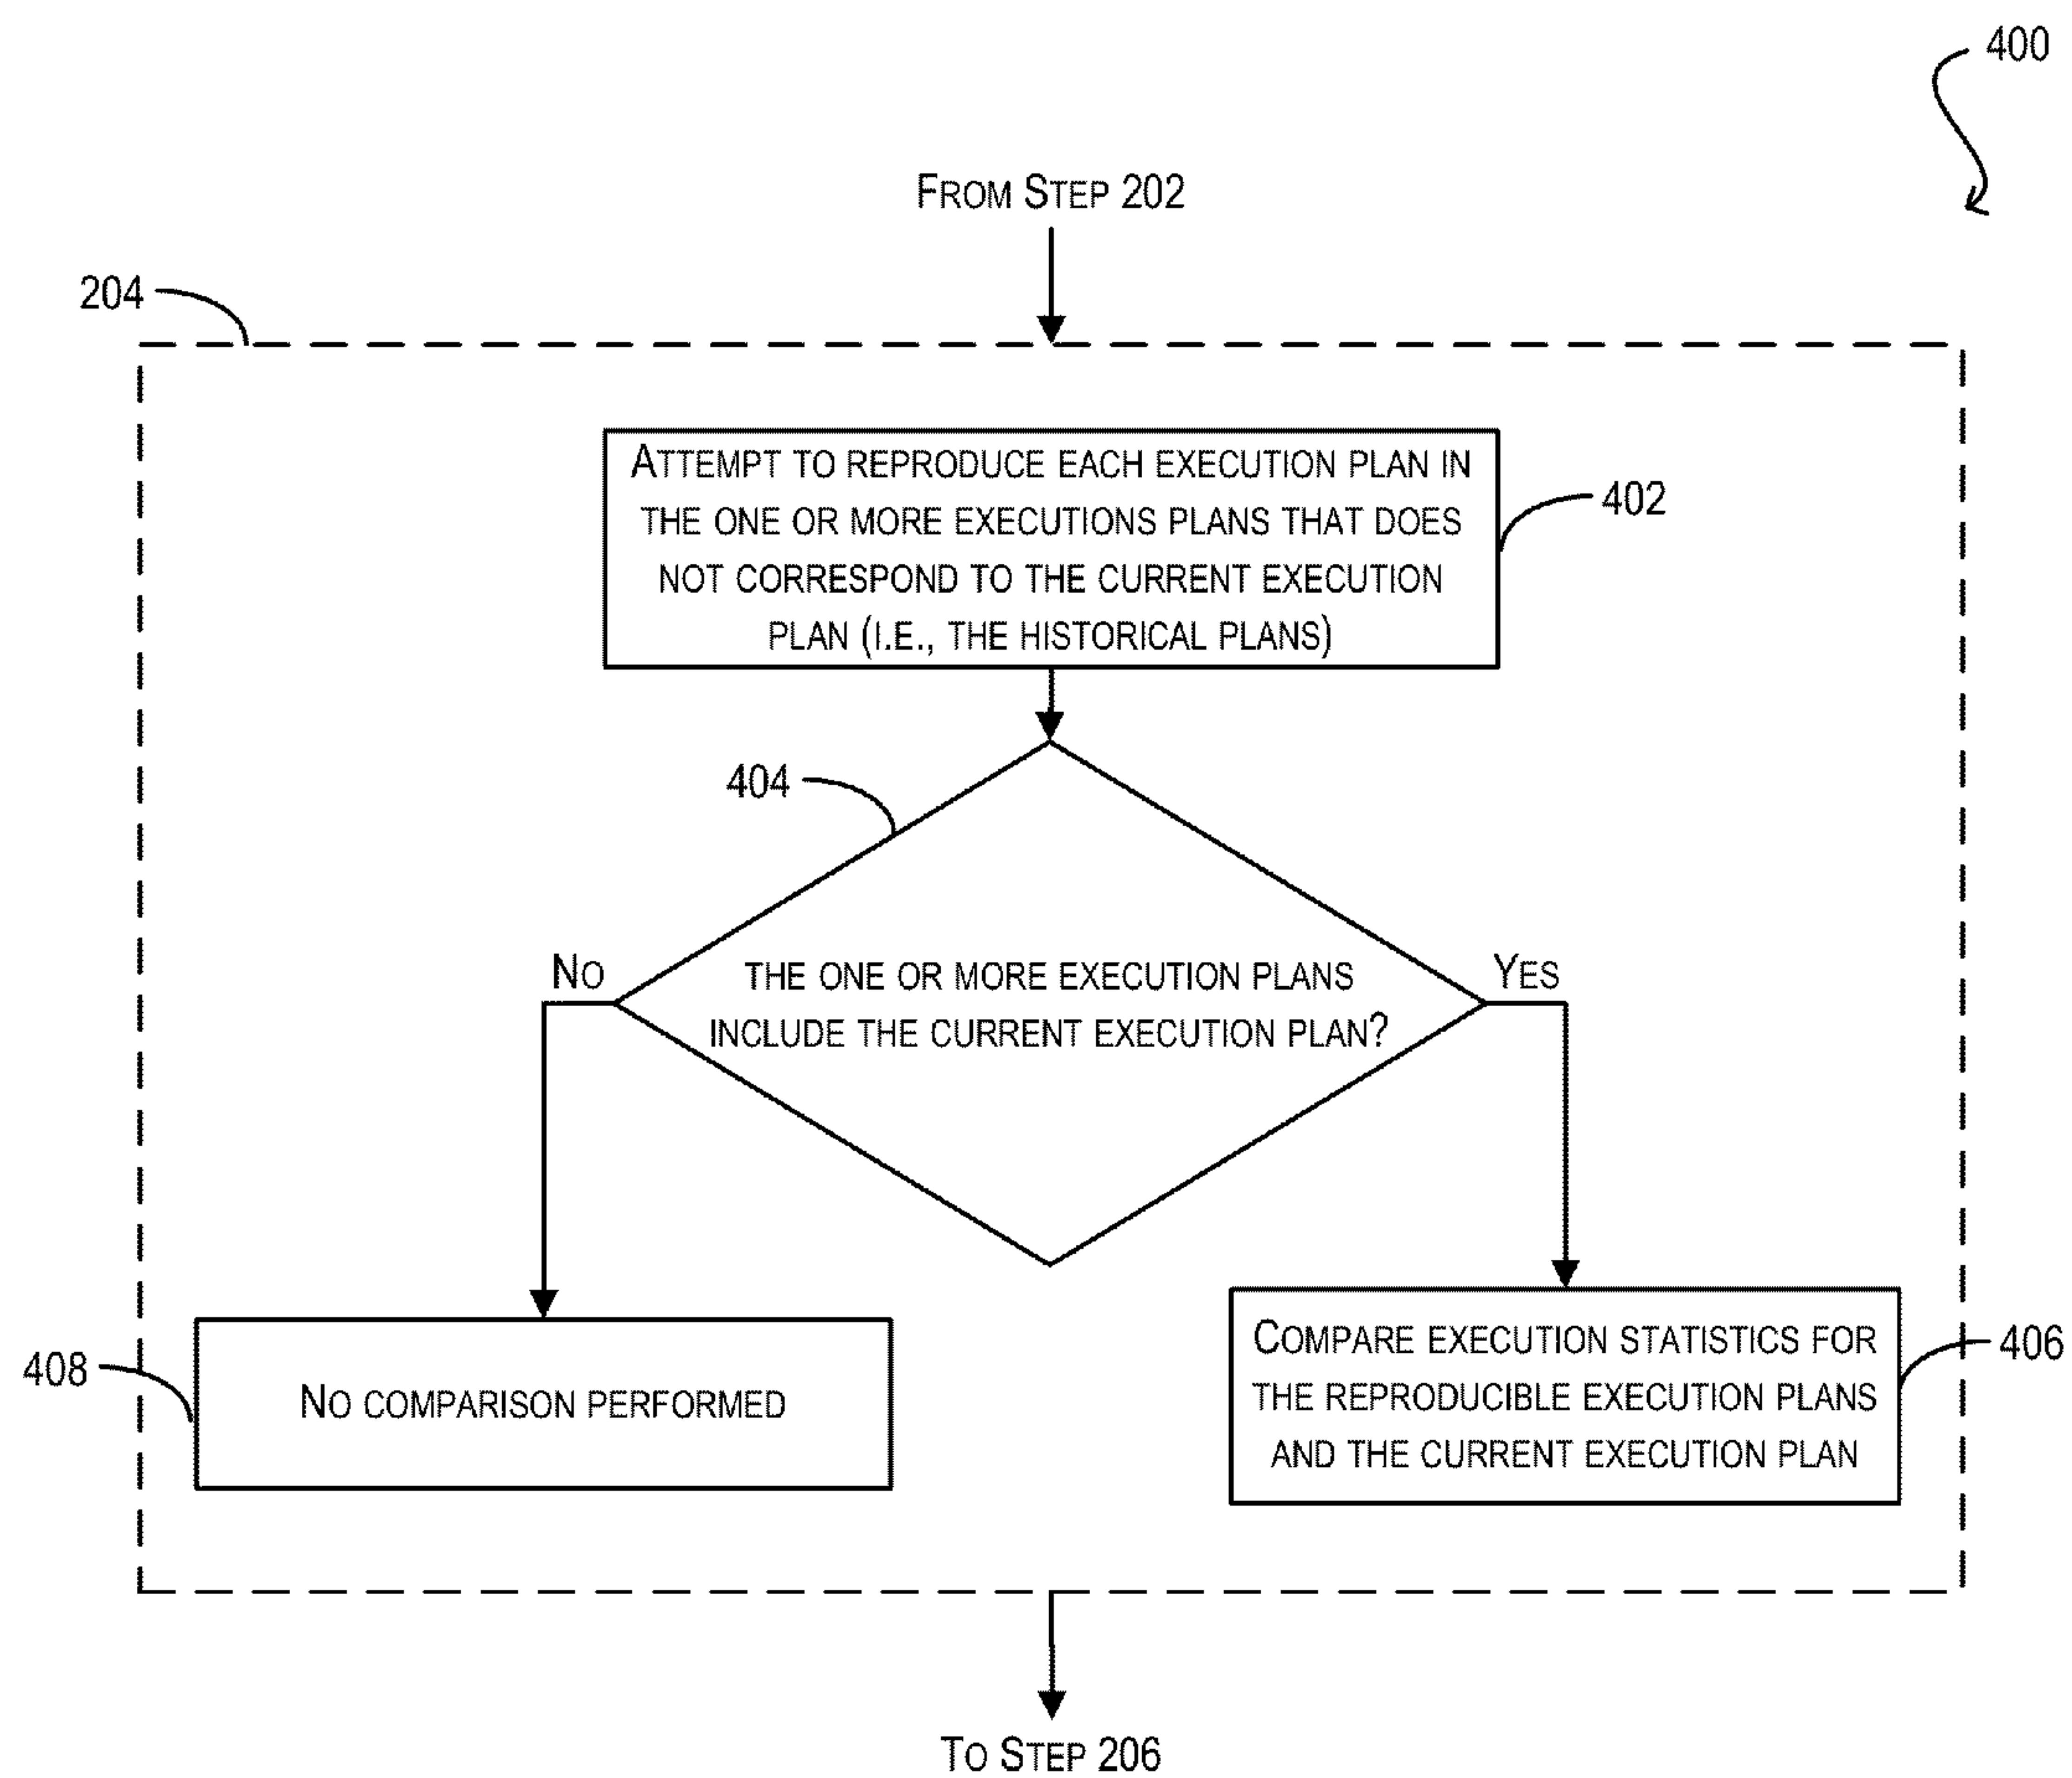 400
FROM STEP 202
204
ATTEMPT TO REPRODUCE EACH EXECUTION PLAN IN
THE ONE OR MORE EXECUTIONS PLANS THAT DOES
NOT CORRESPOND TO THE CURRENT EXECUTION
PLAN (I.E., THE HISTORICAL PLANS)
402
404
NO
THE ONE OR MORE EXECUTION PLANS
INCLUDE THE CURRENT EXECUTION PLAN?
YES
408
NO COMPARISON PERFORMED
COMPARE EXECUTION STATISTICS FOR
THE REPRODUCIBLE EXECUTION PLANS
AND THE CURRENT EXECUTION PLAN
406
TO STEP 206